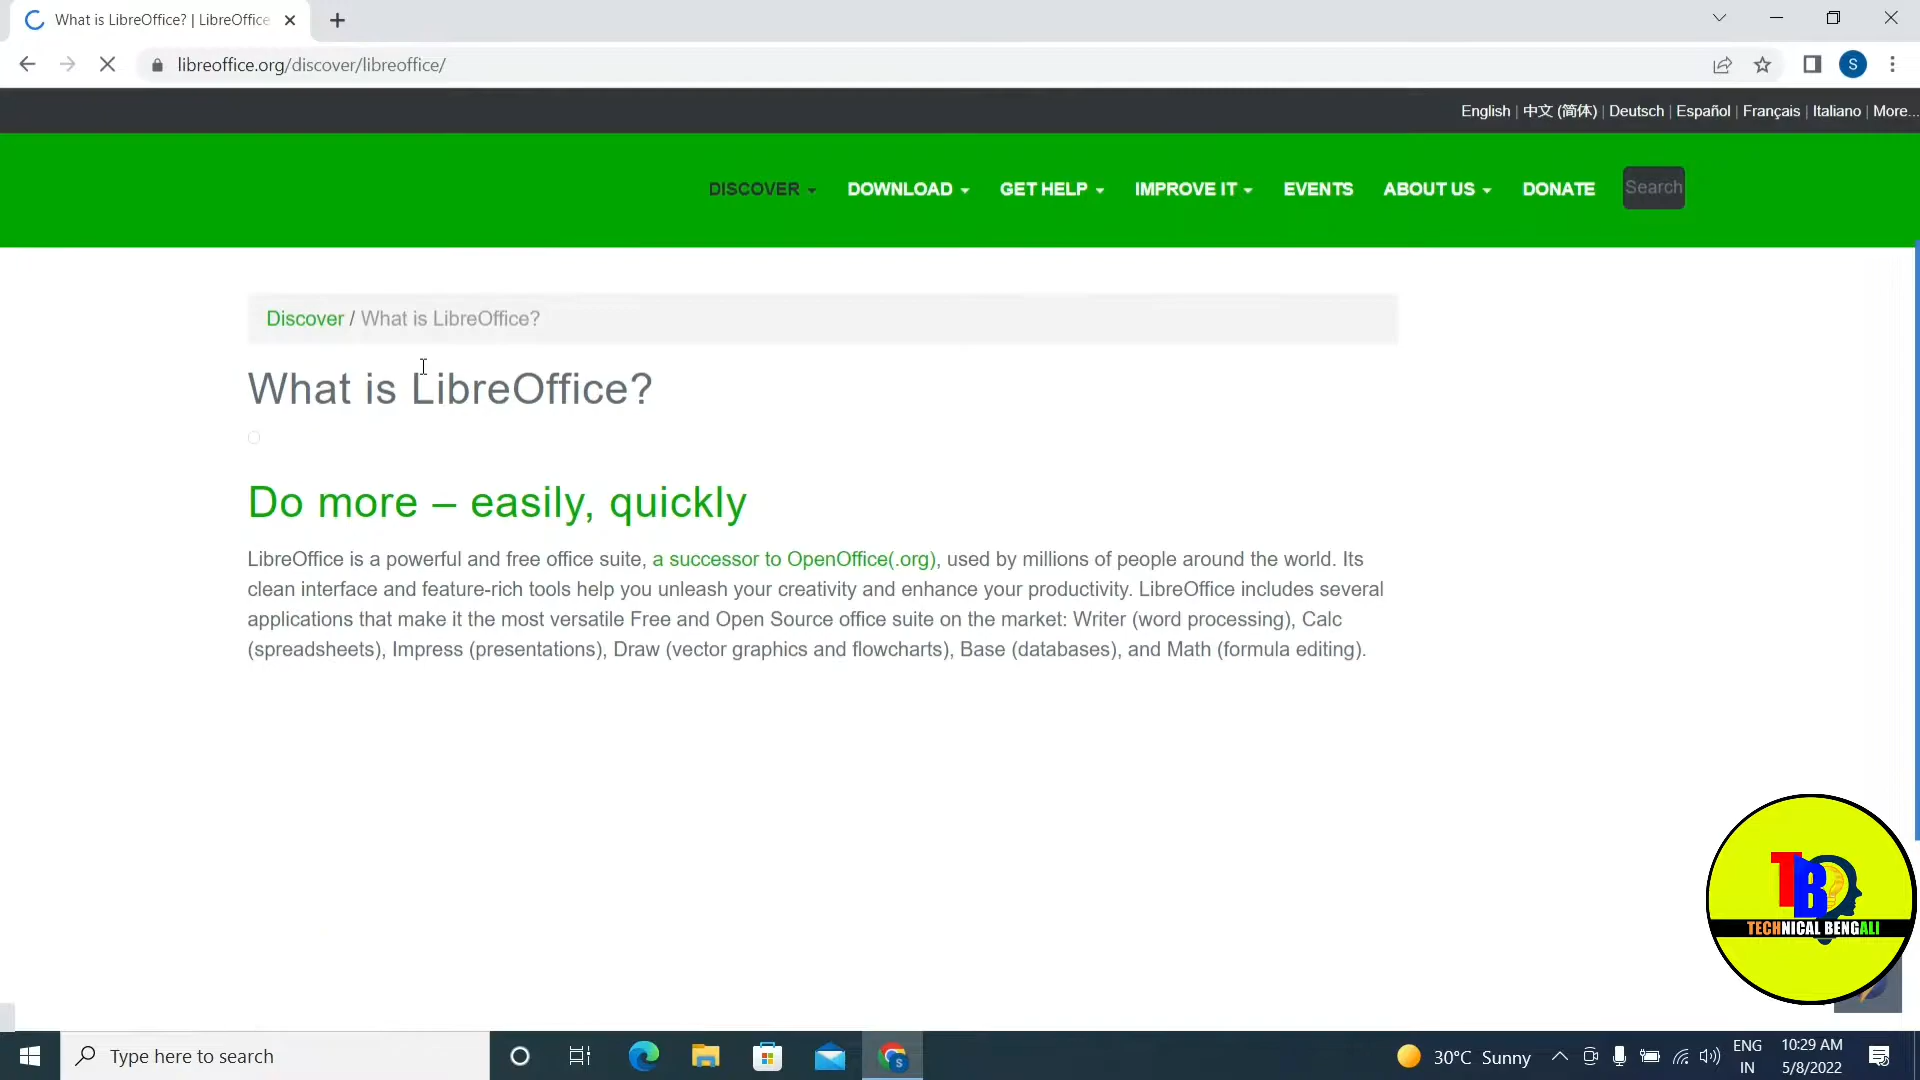 What is LibreOffice? | LibreOffice
libreoffice.org/discover/libreoffice/
S
English | 中文 (简体) | Deutsch | Español | Français | Italiano | More...
DISCOVER DOWNLOAD GET HELP IMPROVE IT EVENTS ABOUT US DONATE Search
Discover / What is LibreOffice?
What is LibreOffice?
Do more – easily, quickly
LibreOffice is a powerful and free office suite, a successor to OpenOffice(.org), used by millions of people around the world. Its
clean interface and feature-rich tools help you unleash your creativity and enhance your productivity. LibreOffice includes several
applications that make it the most versatile Free and Open Source office suite on the market: Writer (word processing), Calc
(spreadsheets), Impress (presentations), Draw (vector graphics and flowcharts), Base (databases), and Math (formula editing).
TB
TECHNICAL BENGALI
Type here to search
S
30°C Sunny
ENG
IN
10:29 AM
5/8/2022